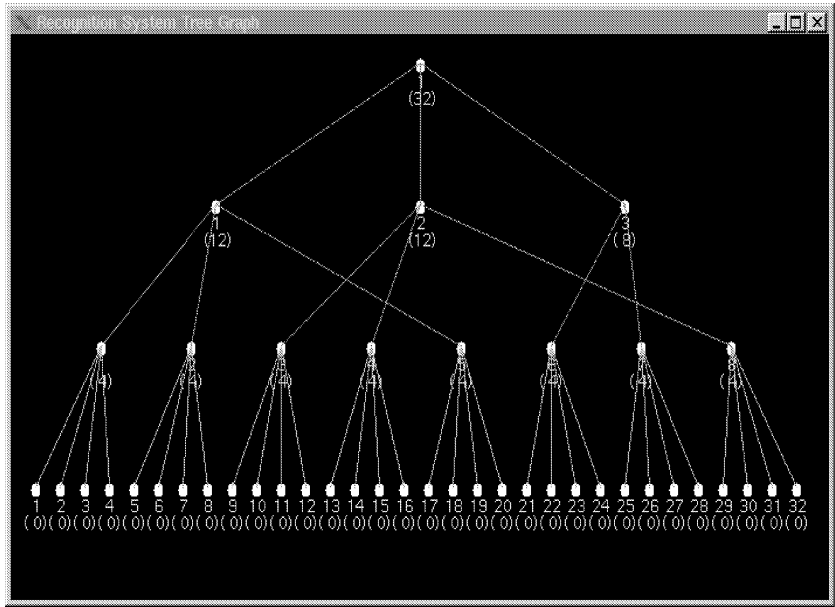 Recognition System Tree Graph
(32)
1 2 3
(12) (12) ( 8)
( 4) ( 4) ( 4) ( 4) ( 4) ( 4) ( 4) ( 4)
1 2 3 4 5 6 7 8 9 10 11 12 13 14 15 16 17 18 19 20 21 22 23 24 25 26 27 28 29 30 31 32
( 0) ( 0) ( 0) ( 0) ( 0) ( 0) ( 0) ( 0) ( 0) ( 0) ( 0) ( 0) ( 0) ( 0) ( 0) ( 0) ( 0) ( 0) ( 0) ( 0) ( 0) ( 0) ( 0) ( 0) ( 0) ( 0) ( 0) ( 0) ( 0) ( 0) ( 0) ( 0)